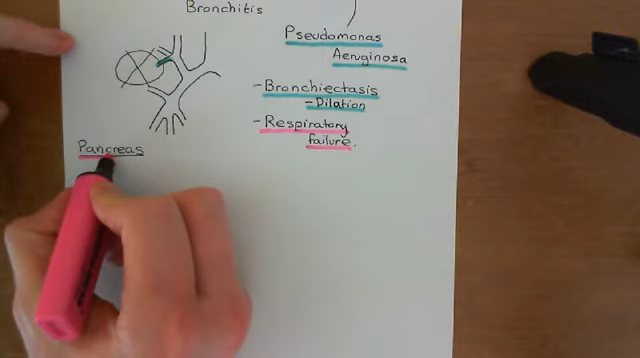 Bronchitis
Pseudomonas
Aeruginosa
- Bronchiectasis
- Dilation
- Respiratory
failure.
Pancreas